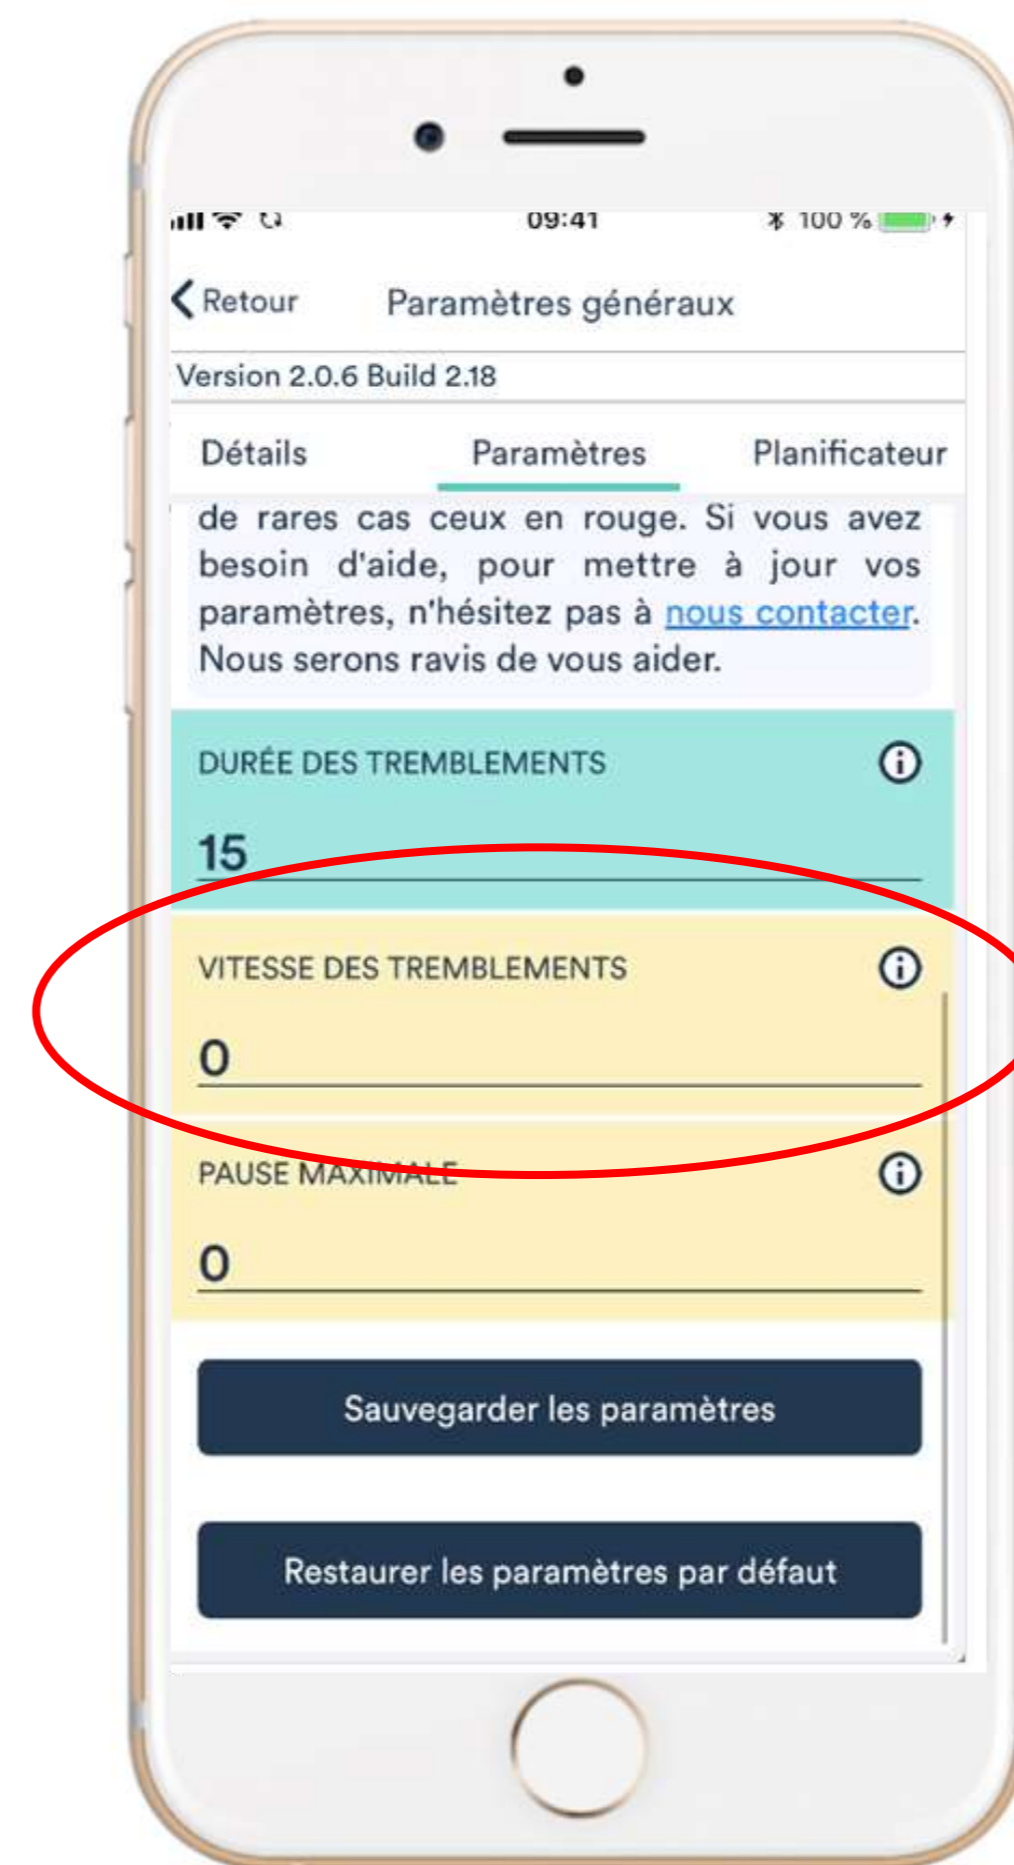 09:41 100 %
Retour Paramètres généraux
Version 2.0.6 Build 2.18
Détails Paramètres Planificateur
de rares cas ceux en rouge. Si vous avez
besoin d'aide, pour mettre à jour vos
paramètres, n'hésitez pas à nous contacter.
Nous serons ravis de vous aider.
DURÉE DES TREMBLEMENTS
15
VITESSE DES TREMBLEMENTS
0
PAUSE MAXIMALE
0
Sauvegarder les paramètres
Restaurer les paramètres par défaut